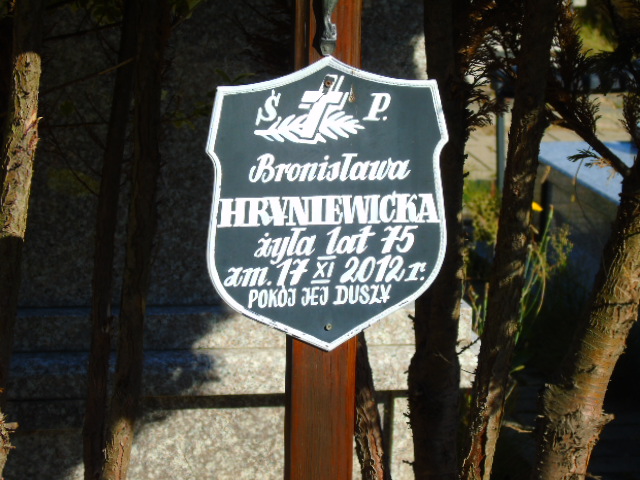 Ś. P.
Bronisława
HRYNIEWICKA
żyła lat 75
zm. 17 XI 2012 r.
POKÓJ JEJ DUSZY